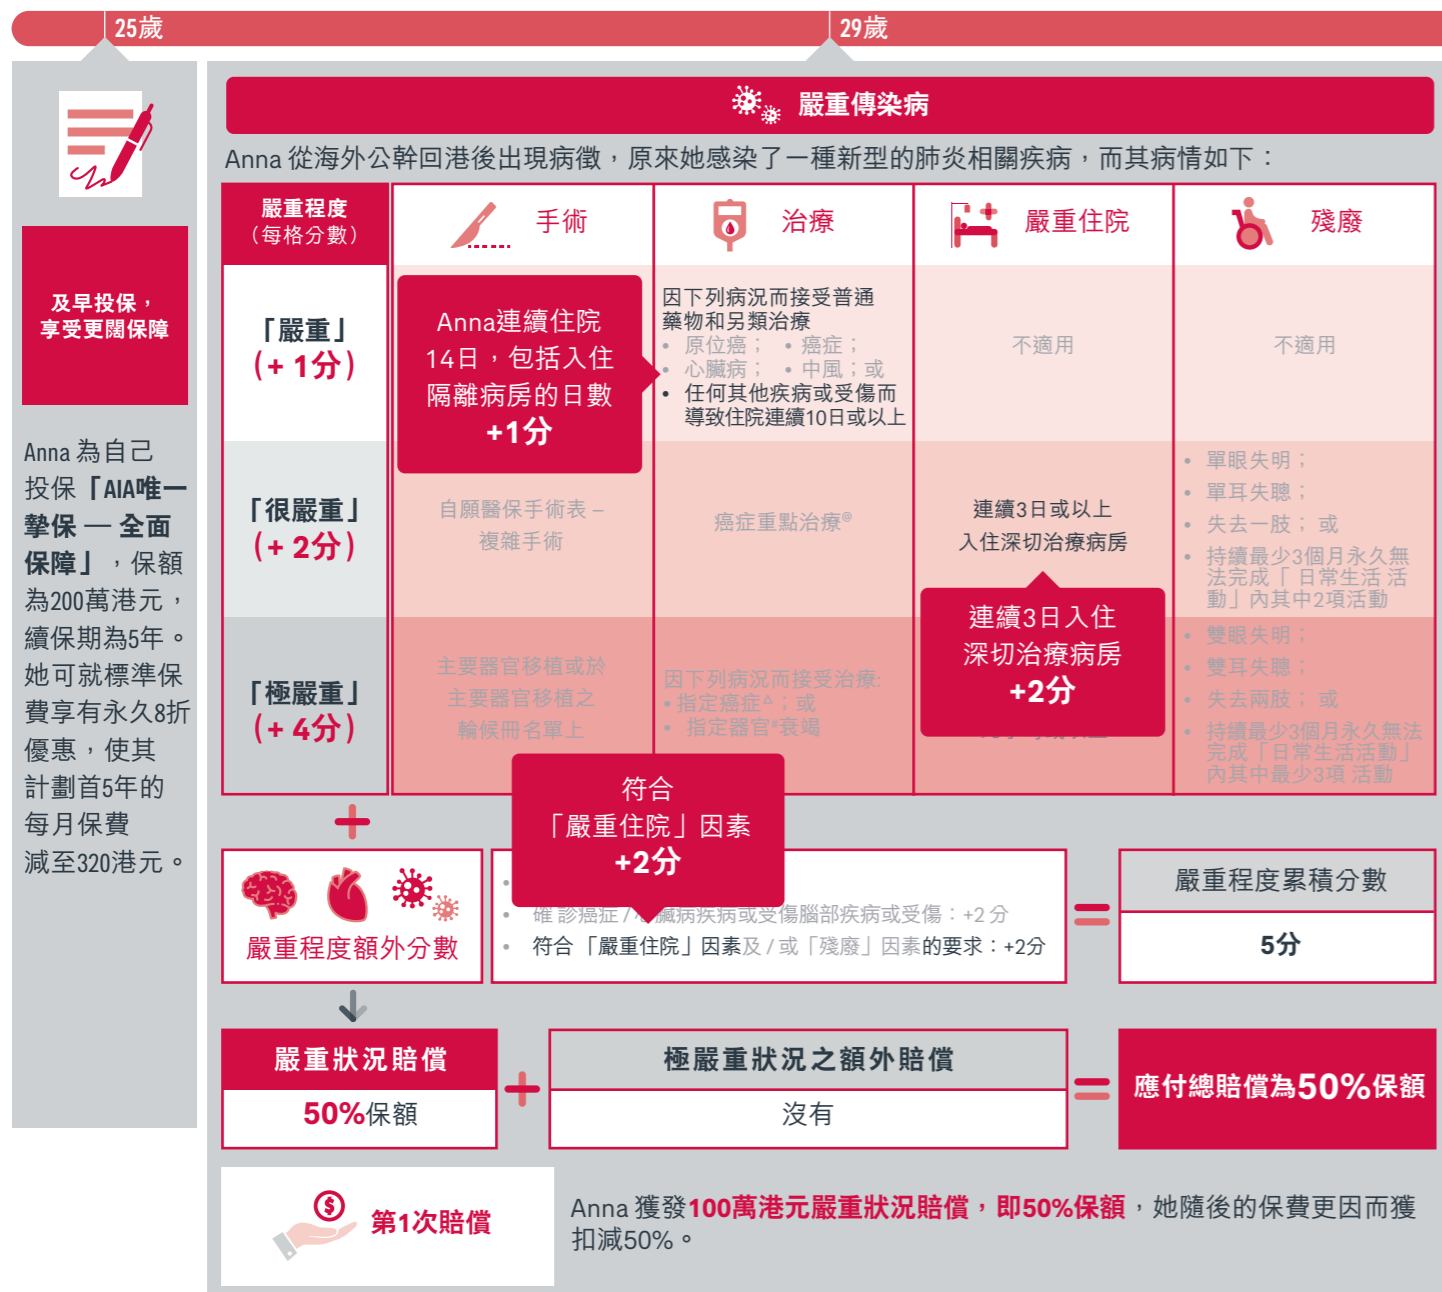 25歲
29歲
及早投保，
享受更闊保障
Anna 為自己
投保「AIA唯一
摯保 — 全面
保障」，保額
為200萬港元，
續保期為5年。
她可就標準保
費享有永久8折
優惠，使其
計劃首5年的
每月保費
減至320港元。
嚴重傳染病
Anna 從海外公幹回港後出現病徵，原來她感染了一種新型的肺炎相關疾病，而其病情如下：
嚴重程度
（每格分數）
手術
治療
嚴重住院
殘廢
「嚴重」
(+ 1分)
Anna連續住院
14日，包括入住
隔離病房的日數
+1分
因下列病況而接受普通
藥物和另類治療
• 原位癌； • 癌症；
• 心臟病； • 中風；或
• 任何其他疾病或受傷而
導致住院連續10日或以上
不適用
不適用
「很嚴重」
(+ 2分)
自願醫保手術表 –
複雜手術
癌症重點治療@
連續3日或以上
入住深切治療病房
• 單眼失明；
• 單耳失聰；
• 失去一肢；或
• 持續最少3個月永久無
法完成「 日常生活 活
動」內其中2項活動
連續3日入住
深切治療病房
+2分
「極嚴重」
(+ 4分)
主要器官移植或於
主要器官移植之
輪候冊名單上
因下列病況而接受治療:
• 指定癌症△；或
• 指定器官#衰竭
• 雙眼失明；
• 雙耳失聰；
• 失去兩肢；或
• 持續最少3個月永久無法
完成「日常生活活動」
內其中最少3項 活動
符合
「嚴重住院」因素
+2分
+
嚴重程度額外分數
•
• 確 診癌症 / 心臟病疾病或受傷腦部疾病或受傷：+2 分
• 符合 「嚴重住院」因素及 / 或「殘廢」因素的要求：+2分
=
嚴重程度累積分數
5分
嚴重狀況賠償
50%保額
+
極嚴重狀況之額外賠償
沒有
=
應付總賠償為50%保額
第1次賠償
Anna 獲發100萬港元嚴重狀況賠償，即50%保額，她隨後的保費更因而獲
扣減50%。